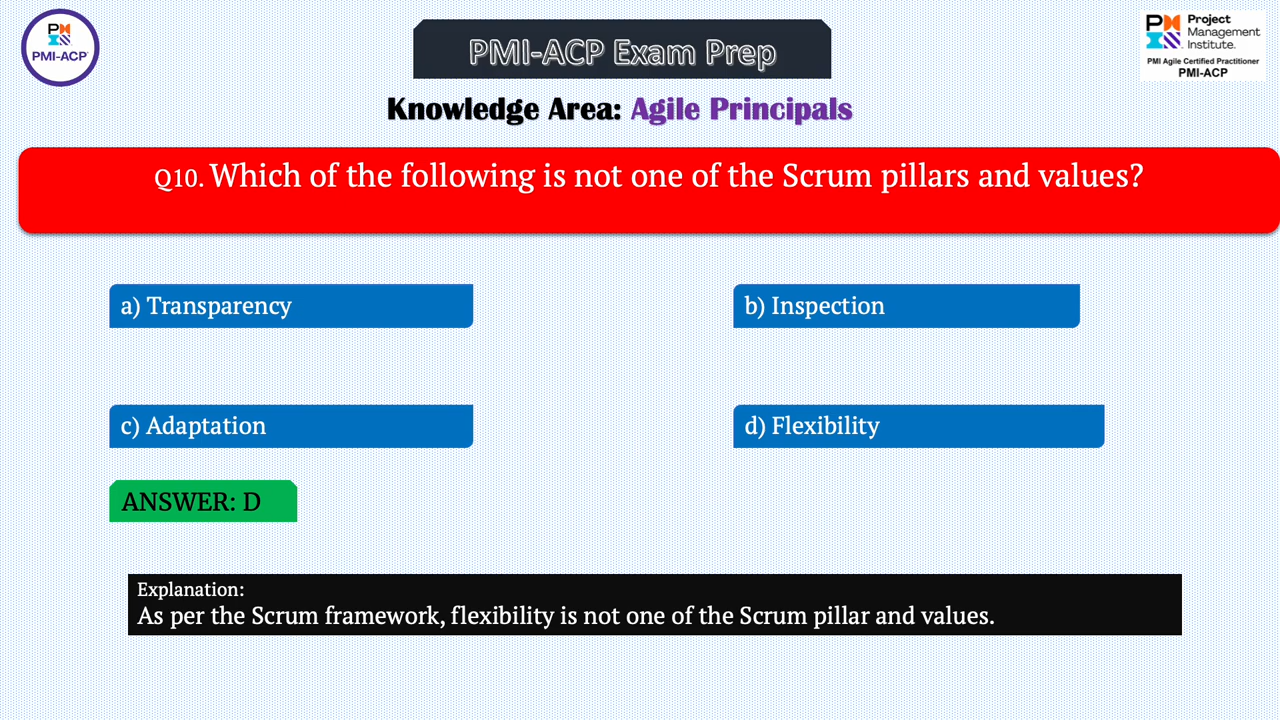 PMI-ACP
PMI-ACP Exam Prep
Project
Management
Institute.
PMI Agile Certified Practitioner
PMI-ACP
Knowledge Area: Agile Principals
Q10. Which of the following is not one of the Scrum pillars and values?
a) Transparency
b) Inspection
c) Adaptation
d) Flexibility
ANSWER: D
Explanation:
As per the Scrum framework, flexibility is not one of the Scrum pillar and values.